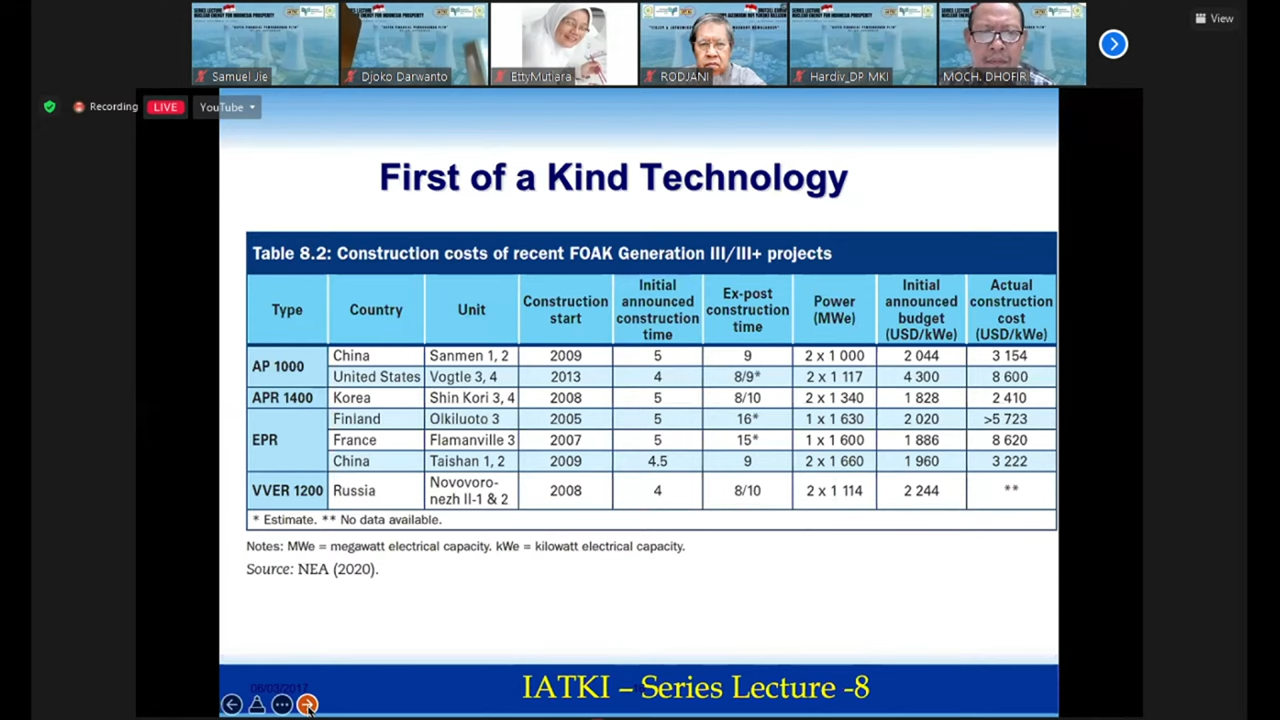 Samuel Jie
Djoko Darwanto
EttyMutiara
RODJANI
Hardiv_DP MKI
MOCH. DHOFIR
View
Recording
LIVE
YouTube
First of a Kind Technology
Table 8.2: Construction costs of recent FOAK Generation III/III+ projects
Type Country Unit Construction start Initial announced construction time Ex-post construction time Power (MWe) Initial announced budget (USD/kWe) Actual construction cost (USD/kWe)
AP 1000 China Sanmen 1, 2 2009 5 9 2 x 1 000 2 044 3 154
United States Vogtle 3, 4 2013 4 8/9* 2 x 1 117 4 300 8 600
APR 1400 Korea Shin Kori 3, 4 2008 5 8/10 2 x 1 340 1 828 2 410
EPR Finland Olkiluoto 3 2005 5 16* 1 x 1 630 2 020 >5 723
France Flamanville 3 2007 5 15* 1 x 1 600 1 886 8 620
China Taishan 1, 2 2009 4.5 9 2 x 1 660 1 960 3 222
VVER 1200 Russia Novovoro-nezh II-1 & 2 2008 4 8/10 2 x 1 114 2 244 **
* Estimate. ** No data available.
Notes: MWe = megawatt electrical capacity. kWe = kilowatt electrical capacity.
Source: NEA (2020).
06/03/2017
IATKI – Series Lecture -8